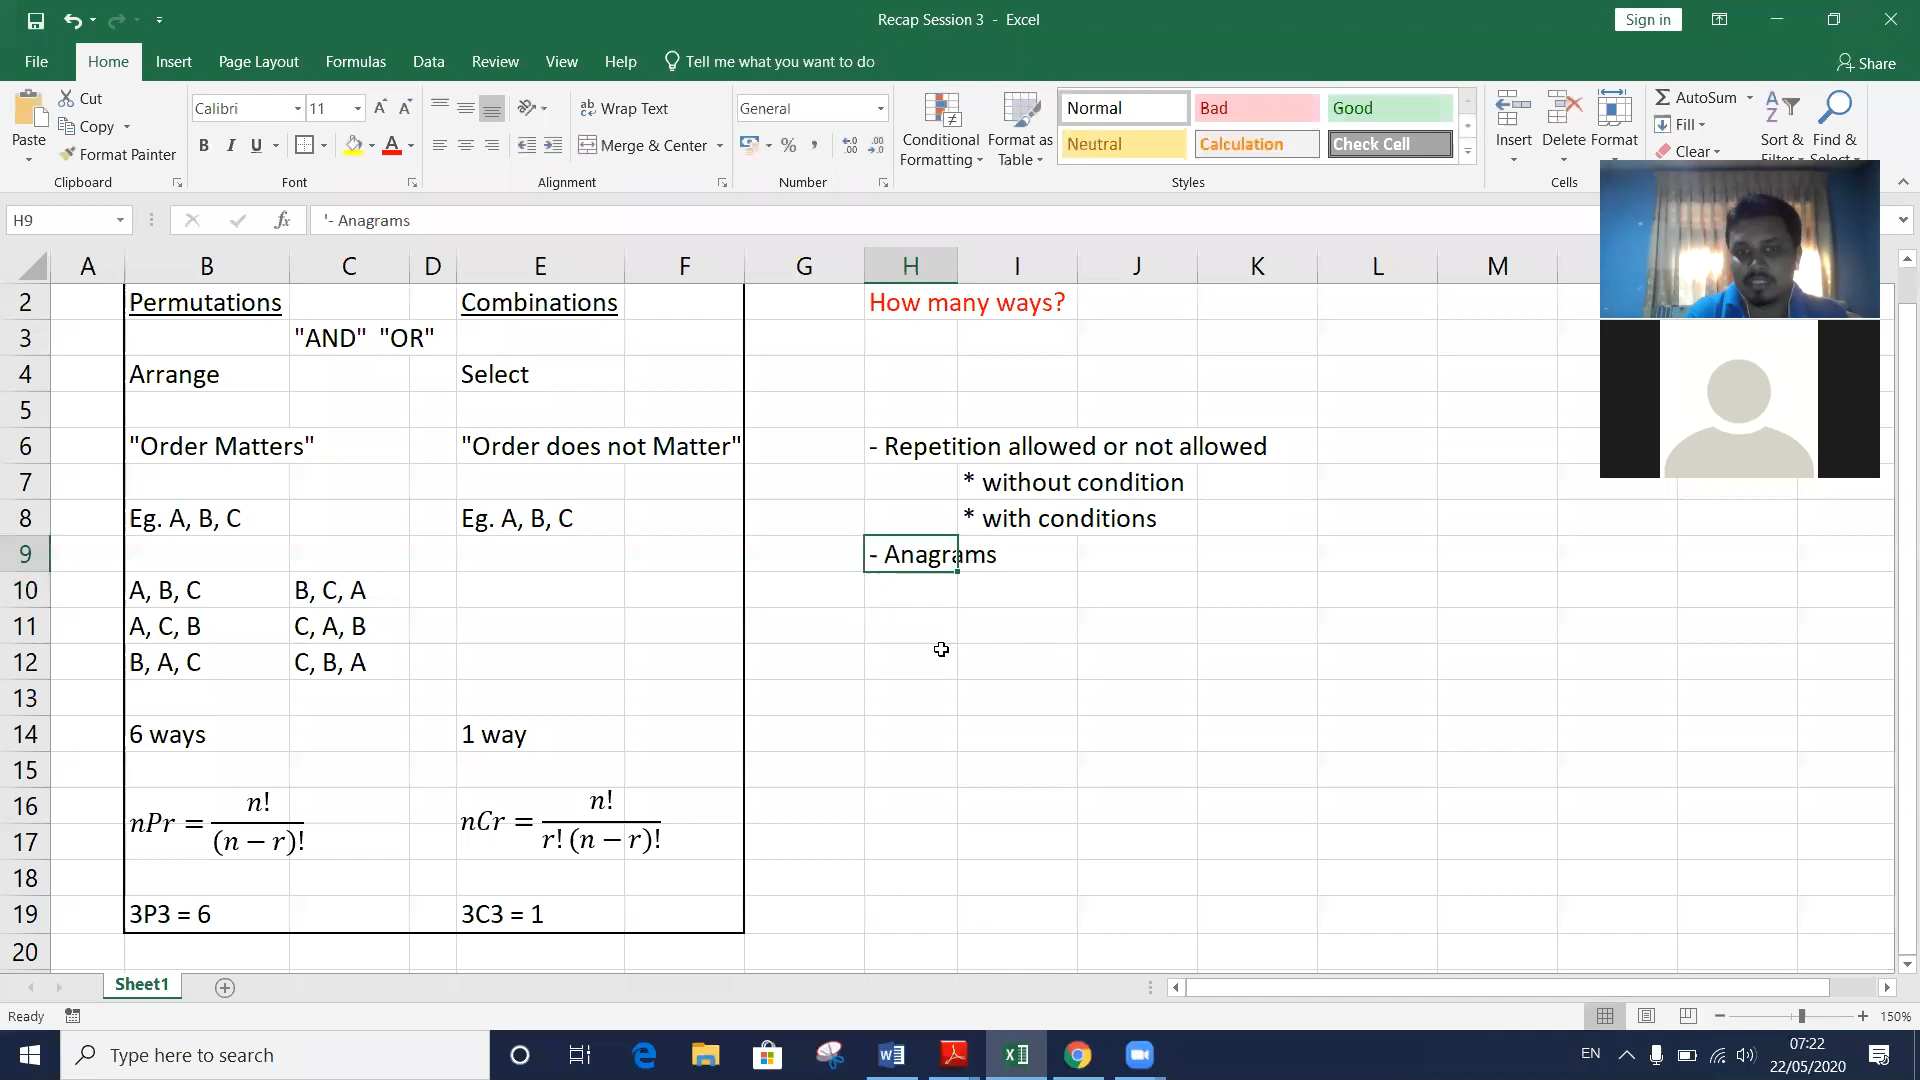 Recap Session 3 - Excel
Sign in
File Home Insert Page Layout Formulas Data Review View Help Tell me what you want to do Share
Paste Cut Copy Format Painter Clipboard
Calibri 11 A A B I U A Font
ab Wrap Text Merge & Center Alignment
General % , Number
Conditional Formatting Format as Table
Normal Bad Good
Neutral Calculation Check Cell
Styles
Insert Delete Format Cells
AutoSum Fill Clear
Sort & Filter Find & Select
H9 fx '- Anagrams
A B C D E F G H I J K L M
2 Permutations Combinations How many ways?
3 "AND" "OR"
4 Arrange Select
5
6 "Order Matters" "Order does not Matter" - Repetition allowed or not allowed
7 * without condition
8 Eg. A, B, C Eg. A, B, C * with conditions
9 - Anagrams
10 A, B, C B, C, A
11 A, C, B C, A, B
12 B, A, C C, B, A
13
14 6 ways 1 way
15
16
17
nPr = n! / (n − r)! nCr = n! / r! (n − r)!
18
19 3P3 = 6 3C3 = 1
20
Sheet1
Ready 150%
Type here to search
EN 07:22
22/05/2020